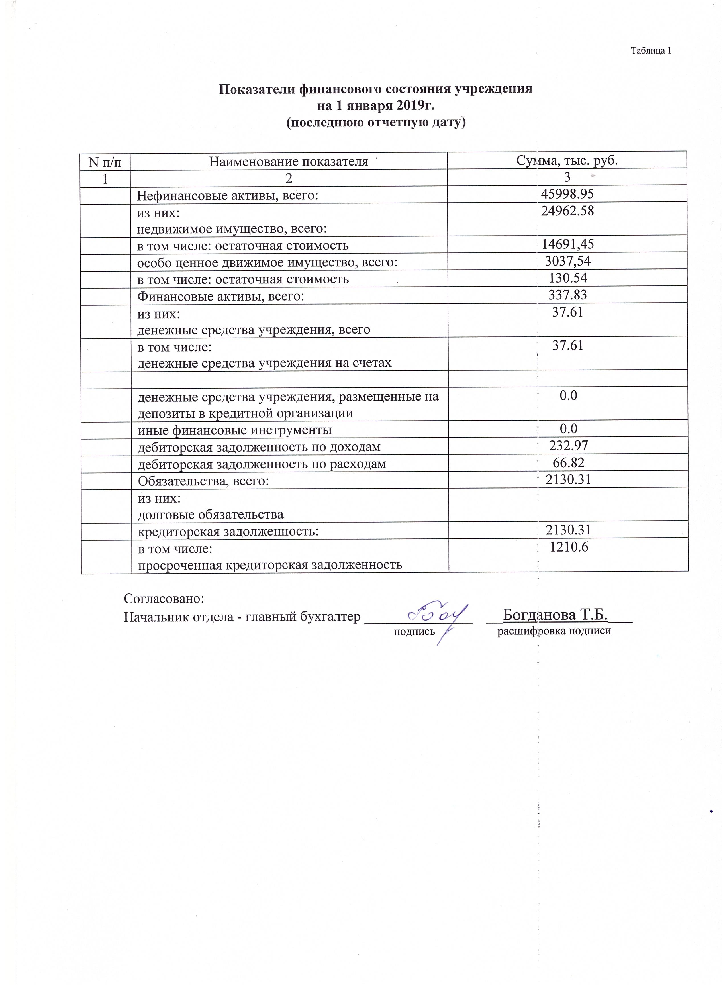 Таблица 1
Показатели финансового состояния учреждения
на 1 января 2019г.
(последнюю отчетную дату)
N п/п Наименование показателя Сумма, тыс. руб.
1 2 3
Нефинансовые активы, всего: 45998.95
из них: 24962.58
недвижимое имущество, всего:
в том числе: остаточная стоимость 14691,45
особо ценное движимое имущество, всего: 3037,54
в том числе: остаточная стоимость 130.54
Финансовые активы, всего: 337.83
из них: 37.61
денежные средства учреждения, всего
в том числе: 37.61
денежные средства учреждения на счетах
денежные средства учреждения, размещенные на 0.0
депозиты в кредитной организации
иные финансовые инструменты 0.0
дебиторская задолженность по доходам 232.97
дебиторская задолженность по расходам 66.82
Обязательства, всего: 2130.31
из них:
долговые обязательства
кредиторская задолженность: 2130.31
в том числе: 1210.6
просроченная кредиторская задолженность
Согласовано:
Начальник отдела - главный бухгалтер Богданова Т.Б.
подпись расшифровка подписи